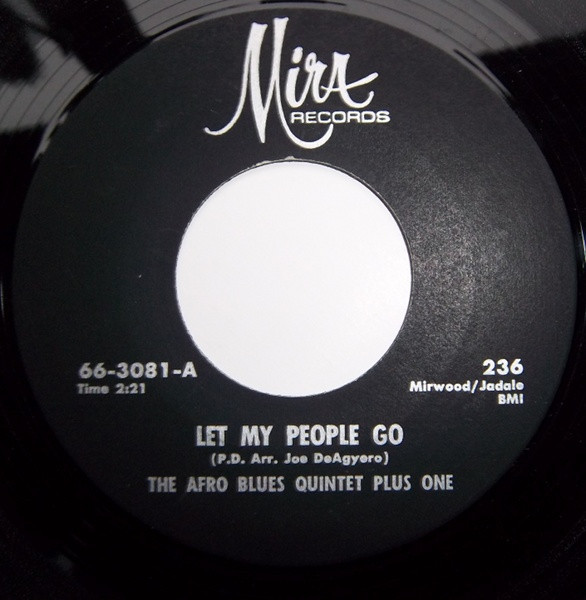 Mira
RECORDS
66-3081-A
Time 2:21
236
Mirwood/Jadale
BMI
LET MY PEOPLE GO
(P.D. Arr. Joe DeAgyero)
THE AFRO BLUES QUINTET PLUS ONE